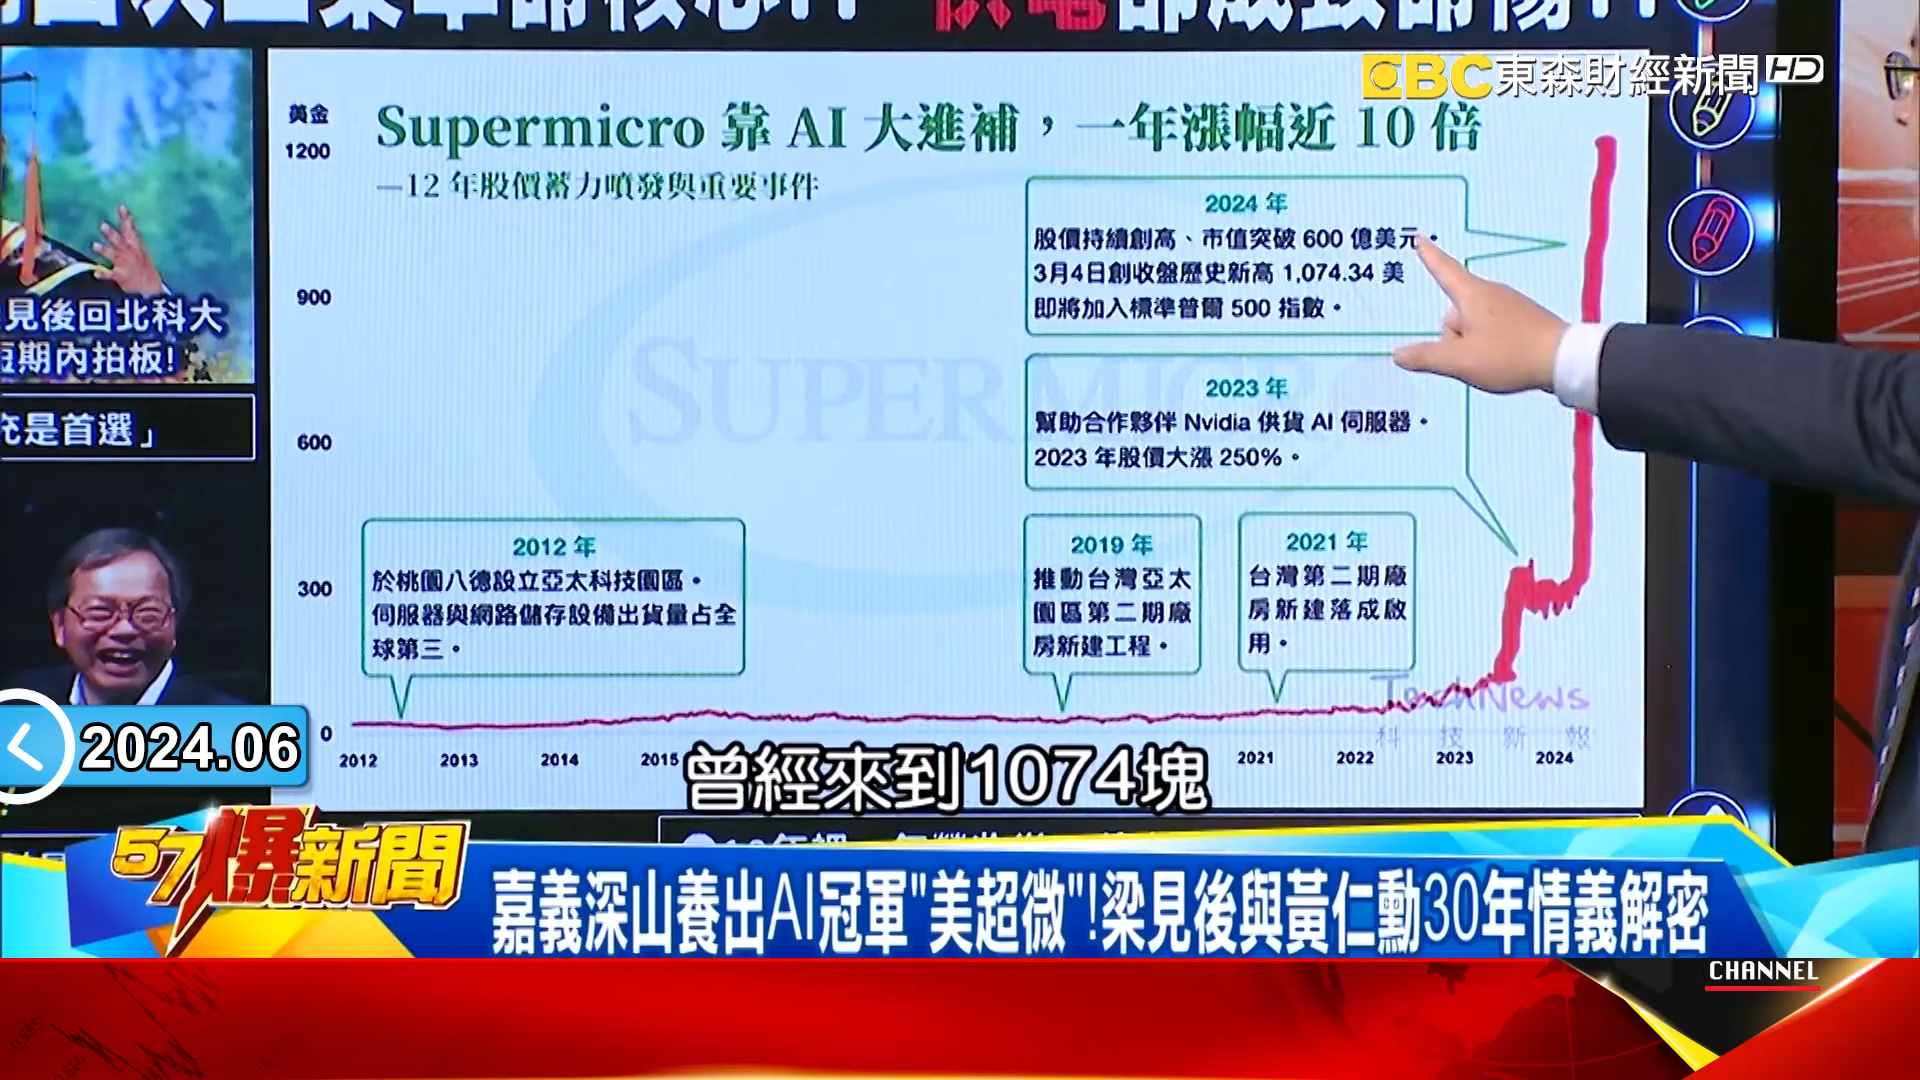 EBC東森財經新聞HD
美金
1200
900
600
300
0
Supermicro 靠 AI 大進補，一年漲幅近 10 倍
—12 年股價蓄力噴發與重要事件
SUPERMICRO
2024 年
股價持續創高、市值突破 600 億美元。
3月4日創收盤歷史新高 1,074.34 美
即將加入標準普爾 500 指數。
2023 年
幫助合作夥伴 Nvidia 供貨 AI 伺服器。
2023 年股價大漲 250%。
2012 年
於桃園八德設立亞太科技園區。
伺服器與網路儲存設備出貨量占全
球第三。
2019 年
推動台灣亞太
園區第二期廠
房新建工程。
2021 年
台灣第二期廠
房新建落成啟
用。
TechNews
科技新報
2012 2013 2014 2015 2021 2022 2023 2024
見後回北科大
短期內拍板!
充是首選」
2024.06
曾經來到1074塊
57爆新聞
嘉義深山養出AI冠軍"美超微"!梁見後與黃仁勳30年情義解密
CHANNEL